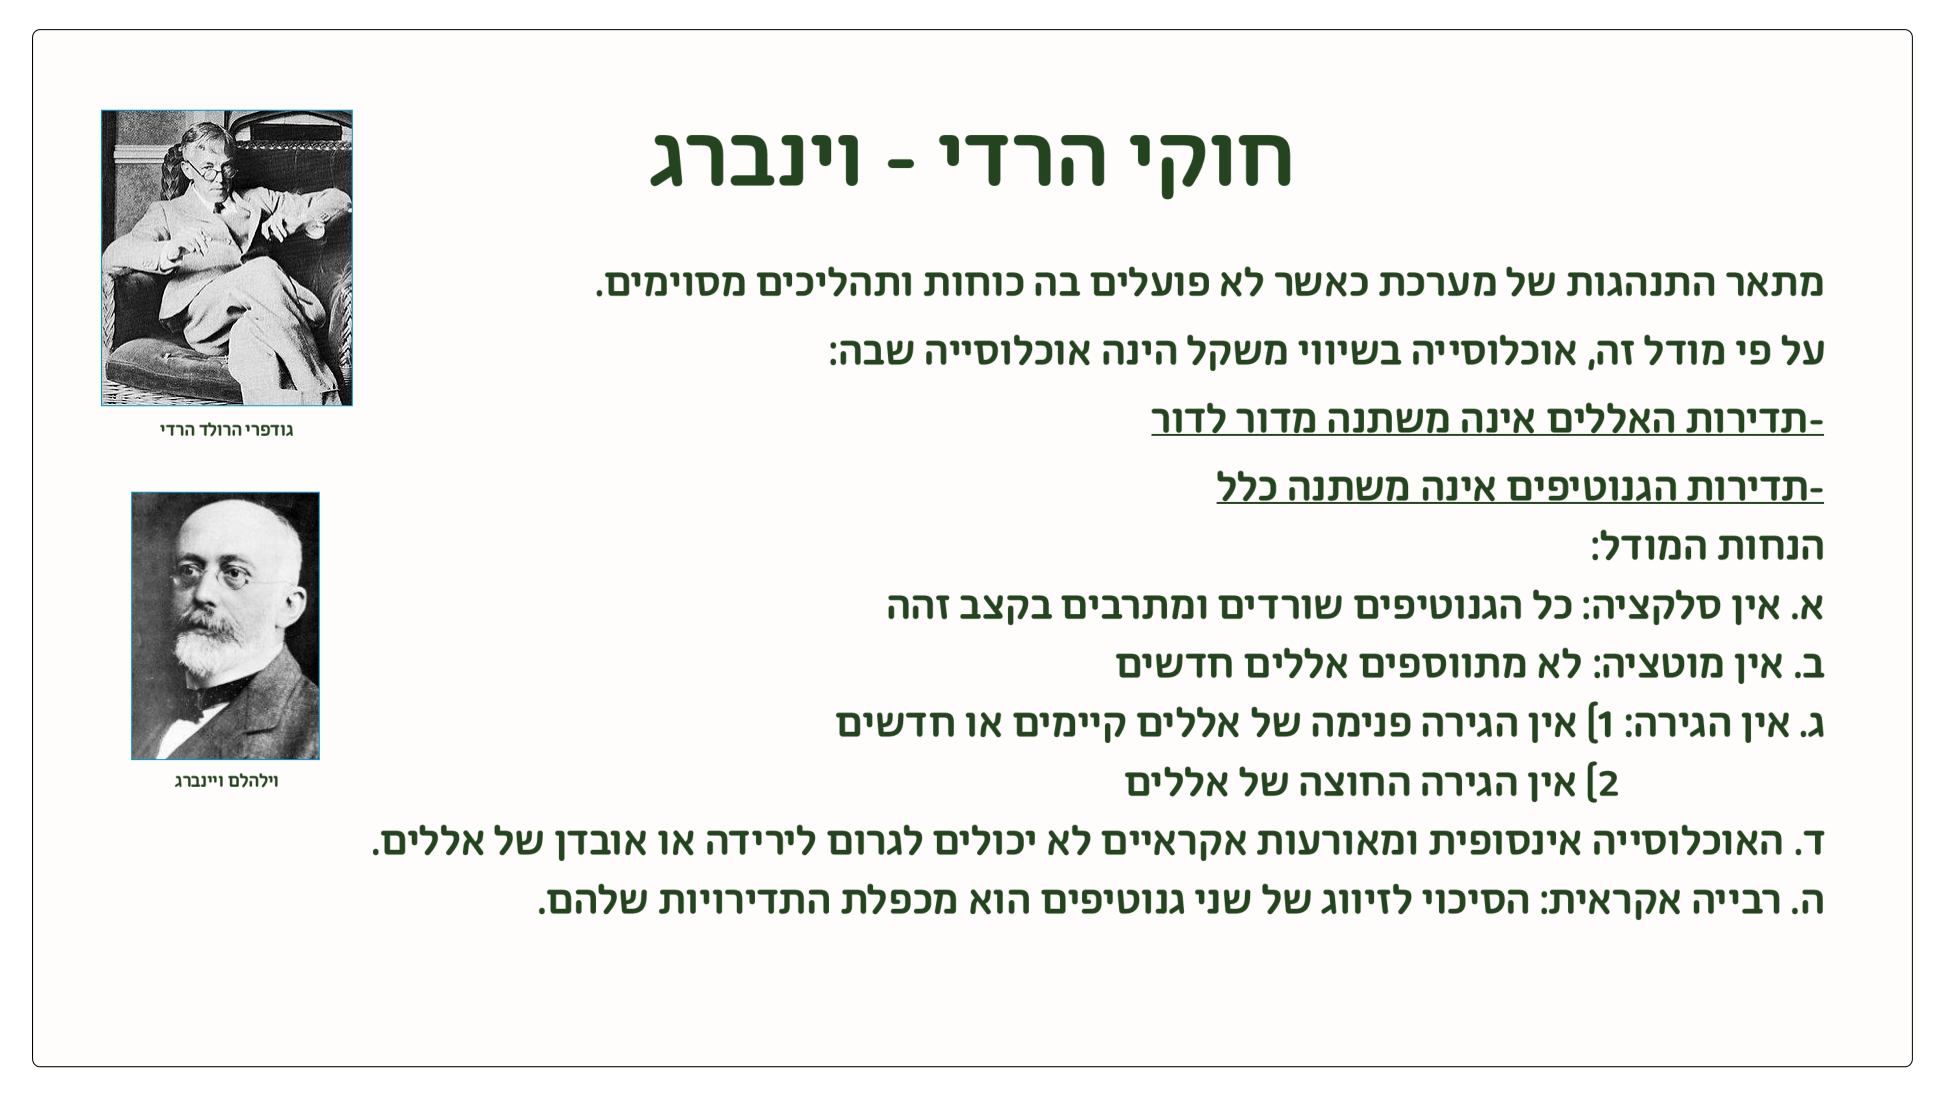 חוקי הרדי - וינברג
מתאר התנהגות של מערכת כאשר לא פועלים בה כוחות ותהליכים מסוימים.
על פי מודל זה, אוכלוסייה בשיווי משקל הינה אוכלוסייה שבה:
-תדירות האללים אינה משתנה מדור לדור
-תדירות הגנוטיפים אינה משתנה כלל
הנחות המודל:
א. אין סלקציה: כל הגנוטיפים שורדים ומתרבים בקצב זהה
ב. אין מוטציה: לא מתווספים אללים חדשים
ג. אין הגירה: 1) אין הגירה פנימה של אללים קיימים או חדשים
2) אין הגירה החוצה של אללים
ד. האוכלוסייה אינסופית ומאורעות אקראיים לא יכולים לגרום לירידה או אובדן של אללים.
ה. רבייה אקראית: הסיכוי לזיווג של שני גנוטיפים הוא מכפלת התדירויות שלהם.
גודפרי הרולד הרדי
וילהלם ויינברג